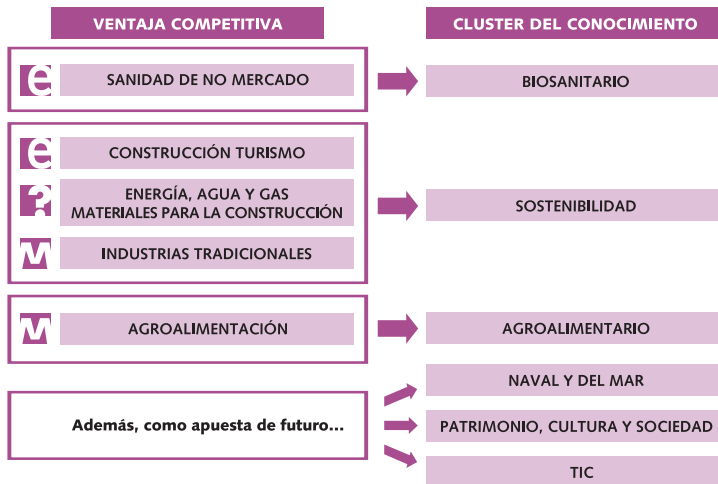 VENTAJA COMPETITIVA
CLUSTER DEL CONOCIMIENTO
e
SANIDAD DE NO MERCADO
BIOSANITARIO
e
CONSTRUCCIÓN TURISMO
?
ENERGÍA, AGUA Y GAS
MATERIALES PARA LA CONSTRUCCIÓN
SOSTENIBILIDAD
m
INDUSTRIAS TRADICIONALES
m
AGROALIMENTACIÓN
AGROALIMENTARIO
Además, como apuesta de futuro...
NAVAL Y DEL MAR
PATRIMONIO, CULTURA Y SOCIEDAD
TIC